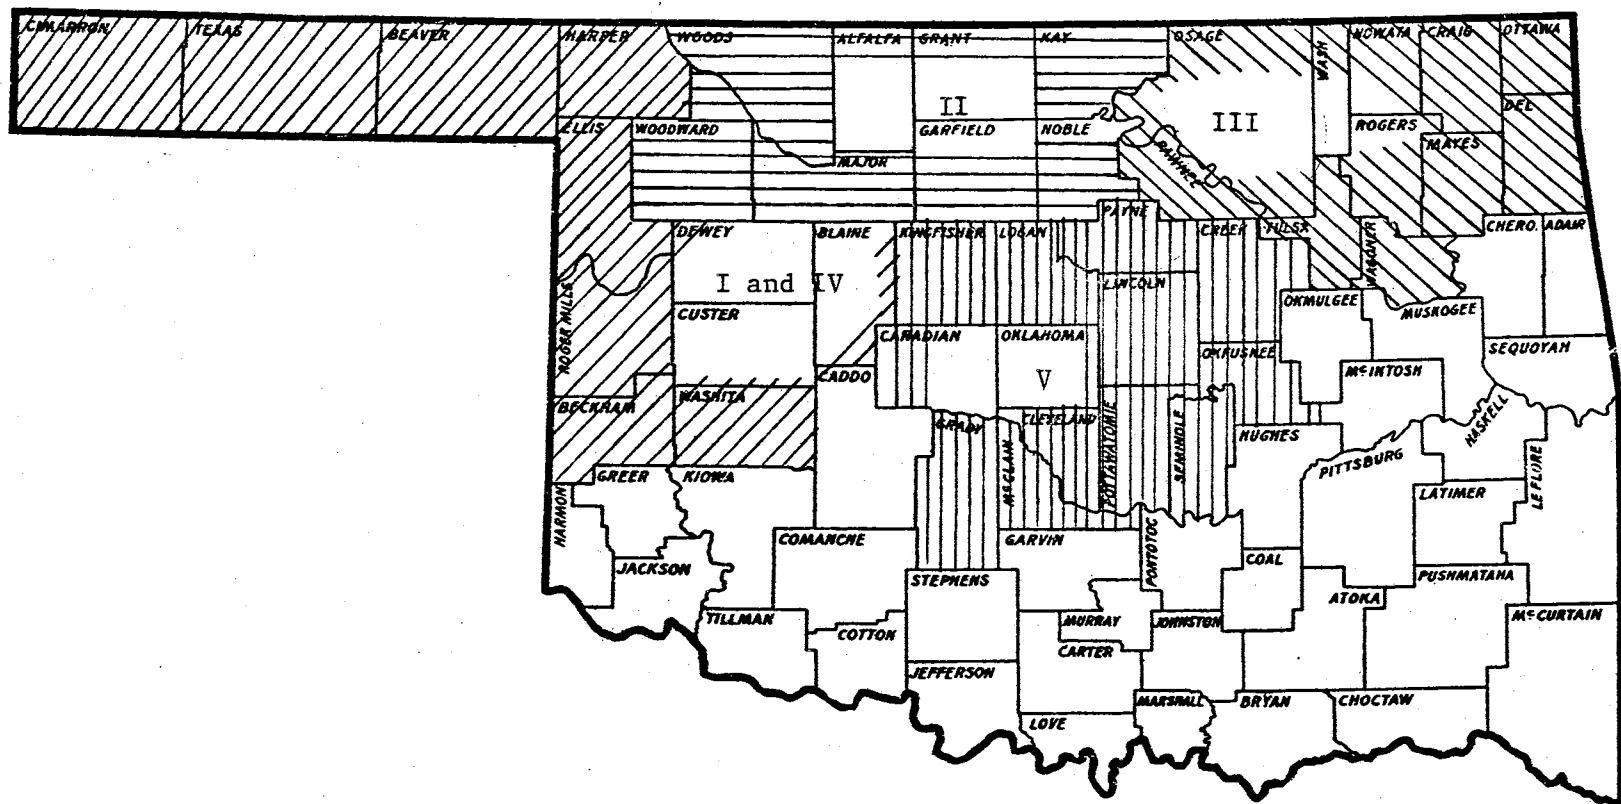 CIMARRON TEXAS BEAVER HARPER WOODS ALFALFA GRANT KAY OSAGE WASH NOWATA CRAIG OTTAWA
II
III
DEL
ELLIS WOODWARD GARFIELD NOBLE ROGERS
MAJOR PAWNEE MAYES
PAYNE
DEWEY BLAINE KINGFISHER LOGAN CREEK TULSA WAGNER CHERO. ADAIR
I and IV
ROGER MILLS LINCOLN OKMULGEE
CUSTER MUSKOGEE
CANADIAN OKLAHOMA OKFUSKEE SEQUOYAH
CADDO V McINTOSH
BECKHAM WASHITA
GRADY McCLAIN CLEVELAND POTTAWATOMIE SEMINOLE HUGHES HASKELL
GREER KIOWA PITTSBURG LE FLORE
HARMON LATIMER
COMANCHE GARVIN PONTOTOC
JACKSON STEPHENS COAL PUSHMATAHA
ATOKA
TILLMAN COTTON MURRAY JOHNSTON McCURTAIN
CARTER
JEFFERSON
MARSHALL BRYAN CHOCTAW
LOVE